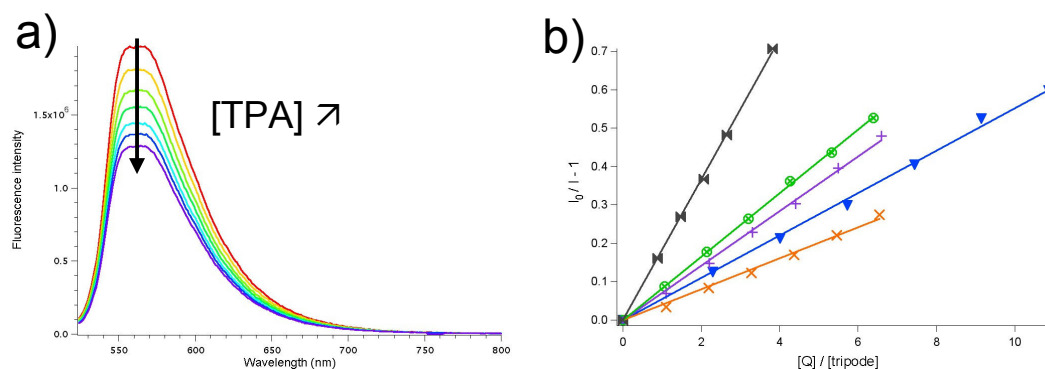 a)
[TPA] ↗
Fluorescence intensity
1.5x10⁶
1.0
0.5
0.0
550
600
650
700
750
800
Wavelength (nm)
b)
I₀ / I - 1
0.7
0.6
0.5
0.4
0.3
0.2
0.1
0.0
0
2
4
6
8
10
[Q] / [tripode]